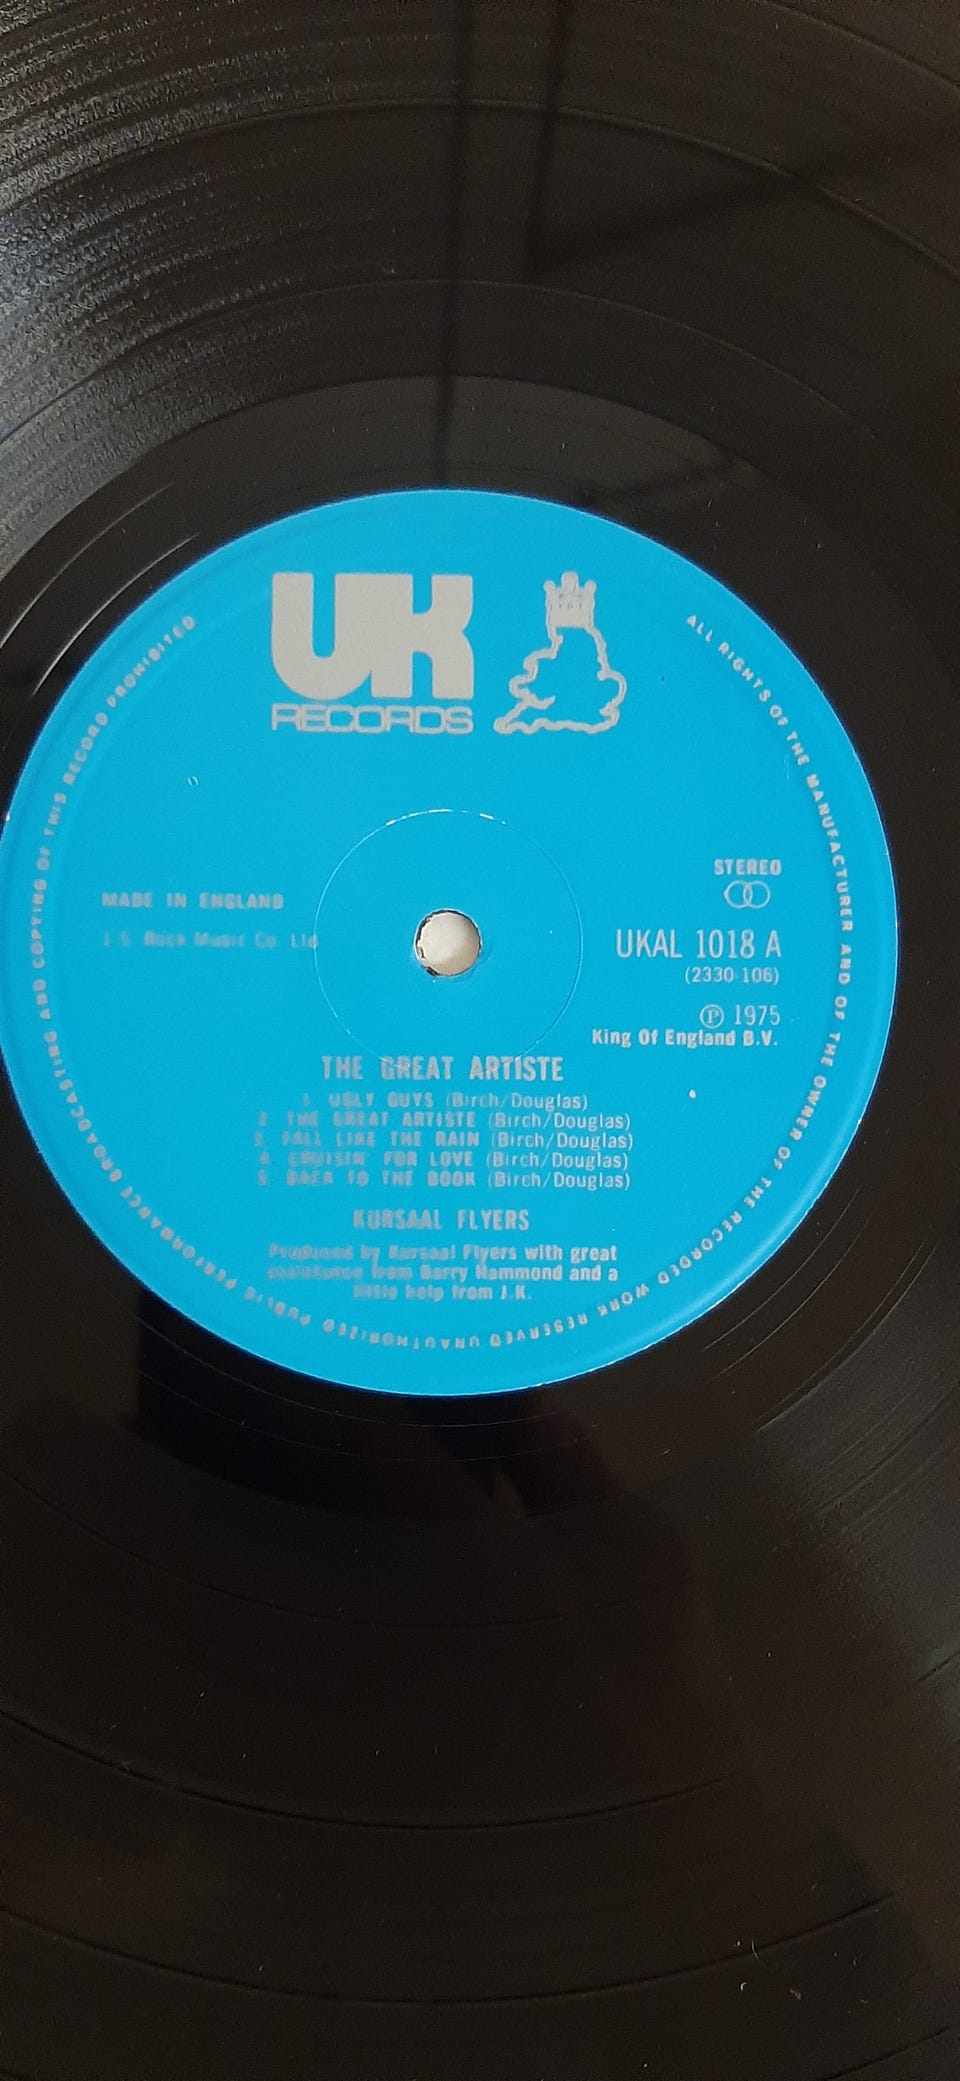 UK
RECORDS
ALL RIGHTS OF THE MANUFACTURER AND OF THE OWNER OF THE RECORDED WORK RESERVED UNAUTHORIZED PUBLIC PERFORMANCE BROADCASTING AND COPYING OF THIS RECORD PROHIBITED
STEREO
MADE IN ENGLAND
UKAL 1018 A
Rock Music Co. Ltd
(2330-106)
Ⓟ 1975
King Of England B.V.
THE GREAT ARTISTE
1. UGLY GUYS (Birch/Douglas)
2. THE GREAT ARTISTE (Birch/Douglas)
3. FALL LIKE THE RAIN (Birch/Douglas)
4. CRUISIN' FOR LOVE (Birch/Douglas)
5. BACK TO THE BOOK (Birch/Douglas)
KURSAAL FLYERS
Produced by Kursaal Flyers with great
assistance from Barry Hammond and a
little help from J.K.